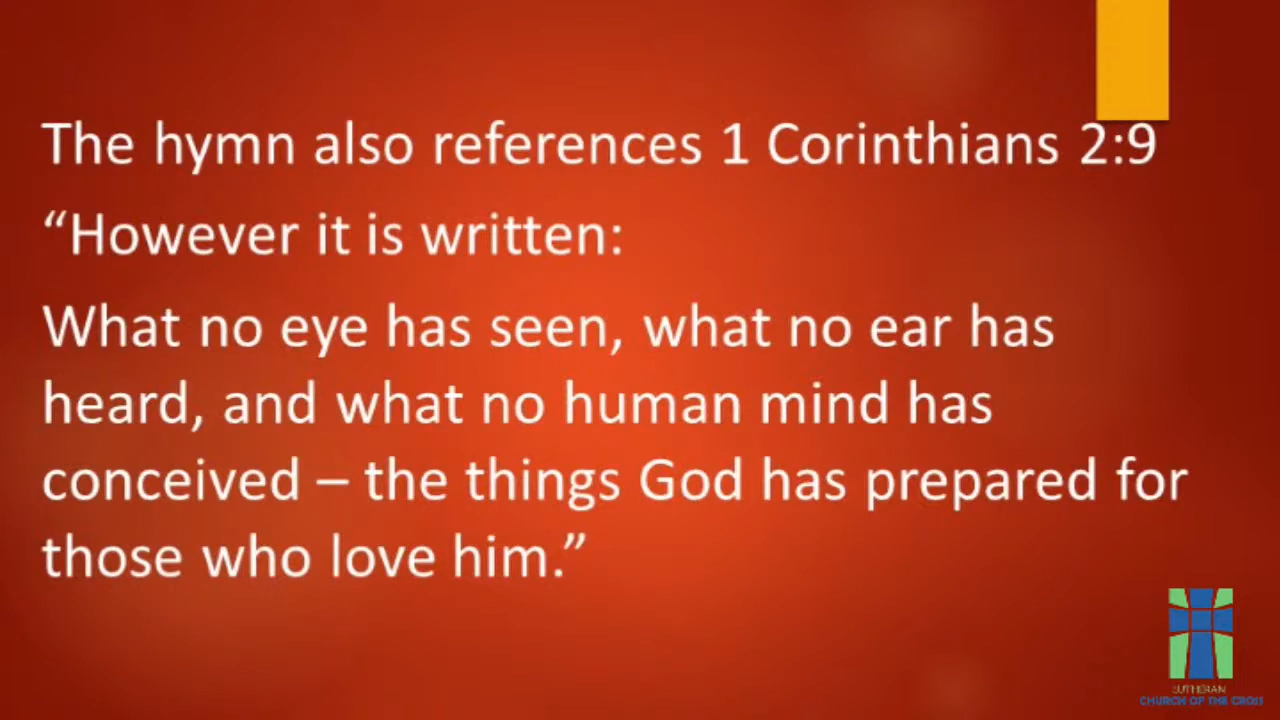 The hymn also references 1 Corinthians 2:9
“However it is written:
What no eye has seen, what no ear has
heard, and what no human mind has
conceived – the things God has prepared for
those who love him.”
LUTHERAN
CHURCH OF THE CROSS